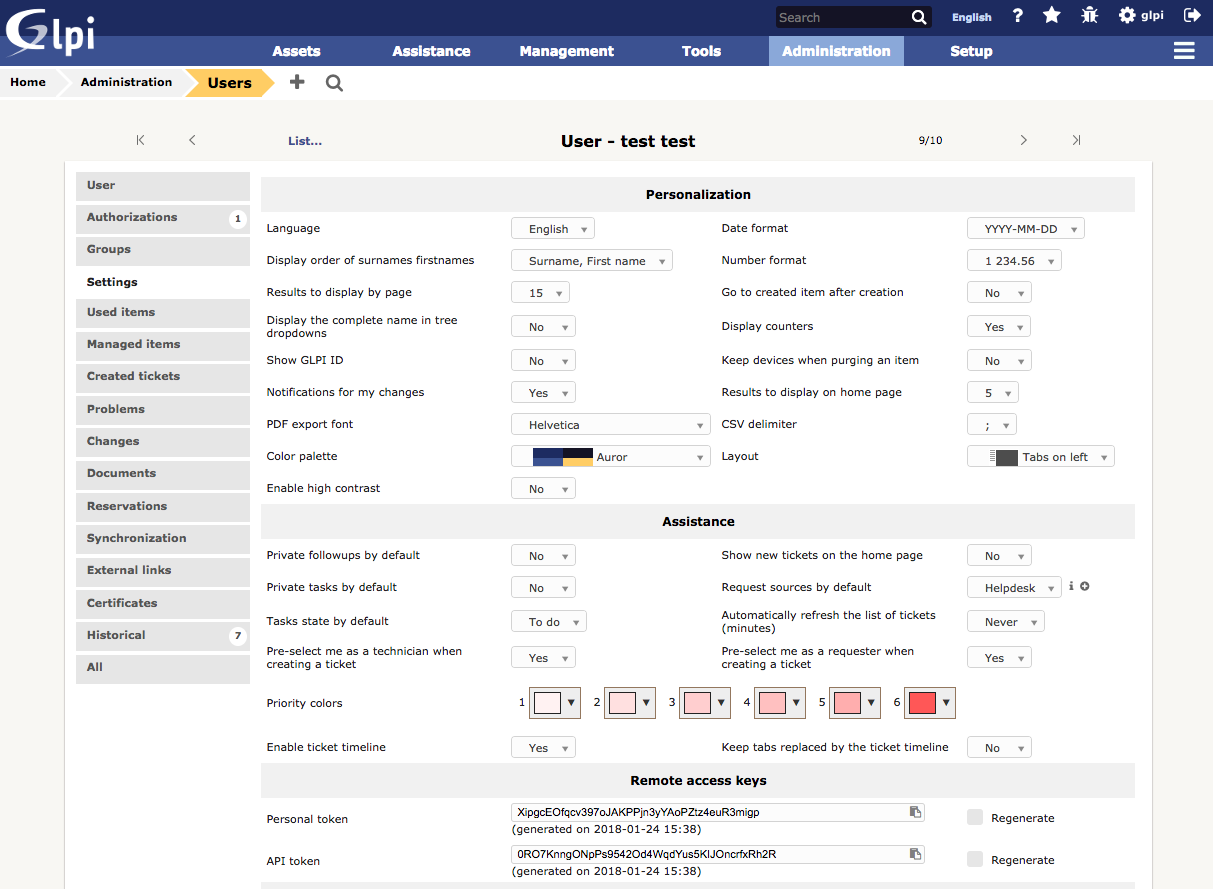 Glpi
Search
English
?
glpi
Assets
Assistance
Management
Tools
Administration
Setup
Home
Administration
Users
List...
User - test test
9/10
User
Authorizations 1
Groups
Settings
Used items
Managed items
Created tickets
Problems
Changes
Documents
Reservations
Synchronization
External links
Certificates
Historical 7
All
Personalization
Language English
Date format YYYY-MM-DD
Display order of surnames firstnames Surname, First name
Number format 1 234.56
Results to display by page 15
Go to created item after creation No
Display the complete name in tree
dropdowns No
Display counters Yes
Show GLPI ID No
Keep devices when purging an item No
Notifications for my changes Yes
Results to display on home page 5
PDF export font Helvetica
CSV delimiter ;
Color palette Auror
Layout Tabs on left
Enable high contrast No
Assistance
Private followups by default No
Show new tickets on the home page No
Private tasks by default No
Request sources by default Helpdesk
Tasks state by default To do
Automatically refresh the list of tickets
(minutes) Never
Pre-select me as a technician when
creating a ticket Yes
Pre-select me as a requester when
creating a ticket Yes
Priority colors 1 2 3 4 5 6
Enable ticket timeline Yes
Keep tabs replaced by the ticket timeline No
Remote access keys
Personal token XipgcEOfqcv397oJAKPPjn3yYAoPZtz4euR3migp
(generated on 2018-01-24 15:38)
Regenerate
API token 0RO7KnngONpPs9542Od4WqdYus5KlJOncrfxRh2R
(generated on 2018-01-24 15:38)
Regenerate